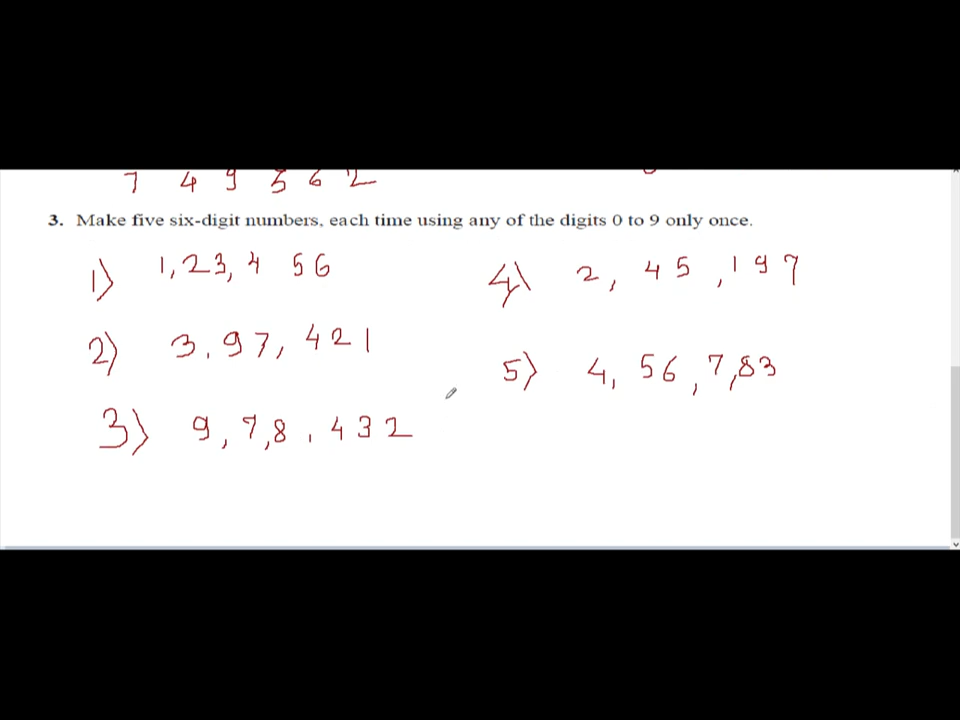 7 4 9 5 6 2
3. Make five six-digit numbers, each time using any of the digits 0 to 9 only once.
1) 1,23,4 56
2) 3,97,421
3) 9,7,8,432
4) 2,45,197
5) 4,56,7,83